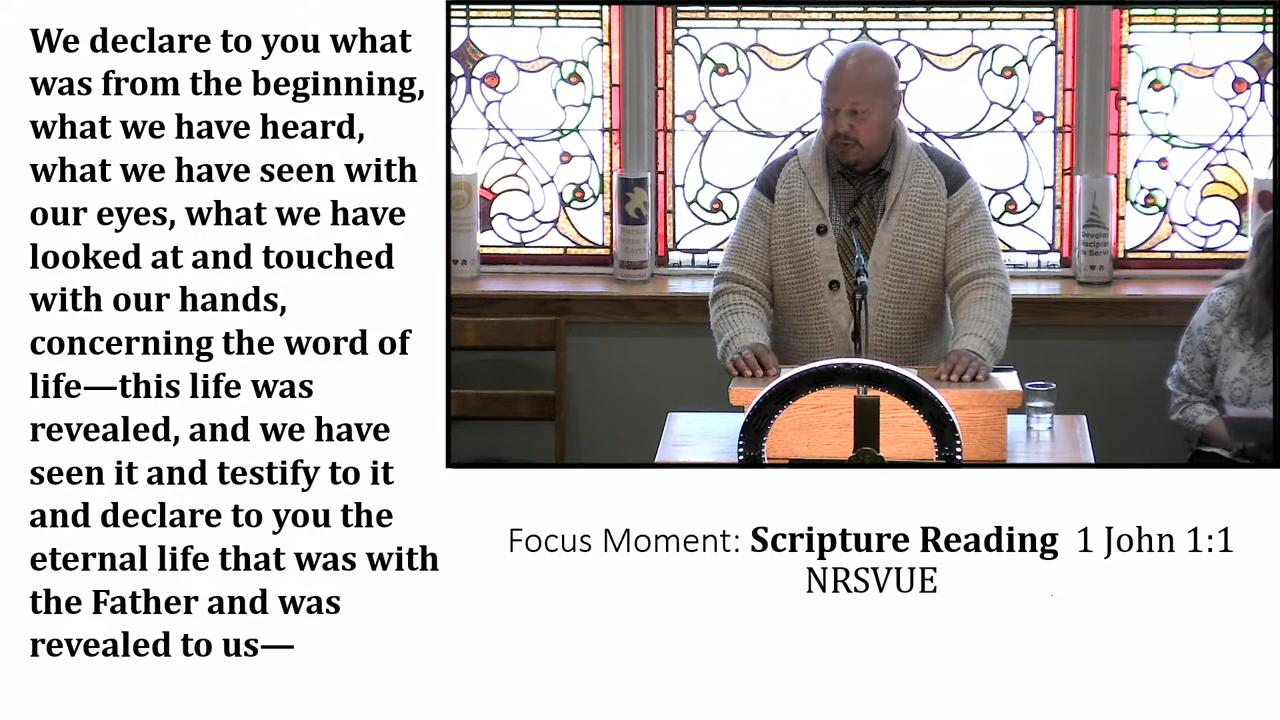 We declare to you what
was from the beginning,
what we have heard,
what we have seen with
our eyes, what we have
looked at and touched
with our hands,
concerning the word of
life—this life was
revealed, and we have
seen it and testify to it
and declare to you the
eternal life that was with
the Father and was
revealed to us—
Focus Moment: Scripture Reading 1 John 1:1
NRSVUE